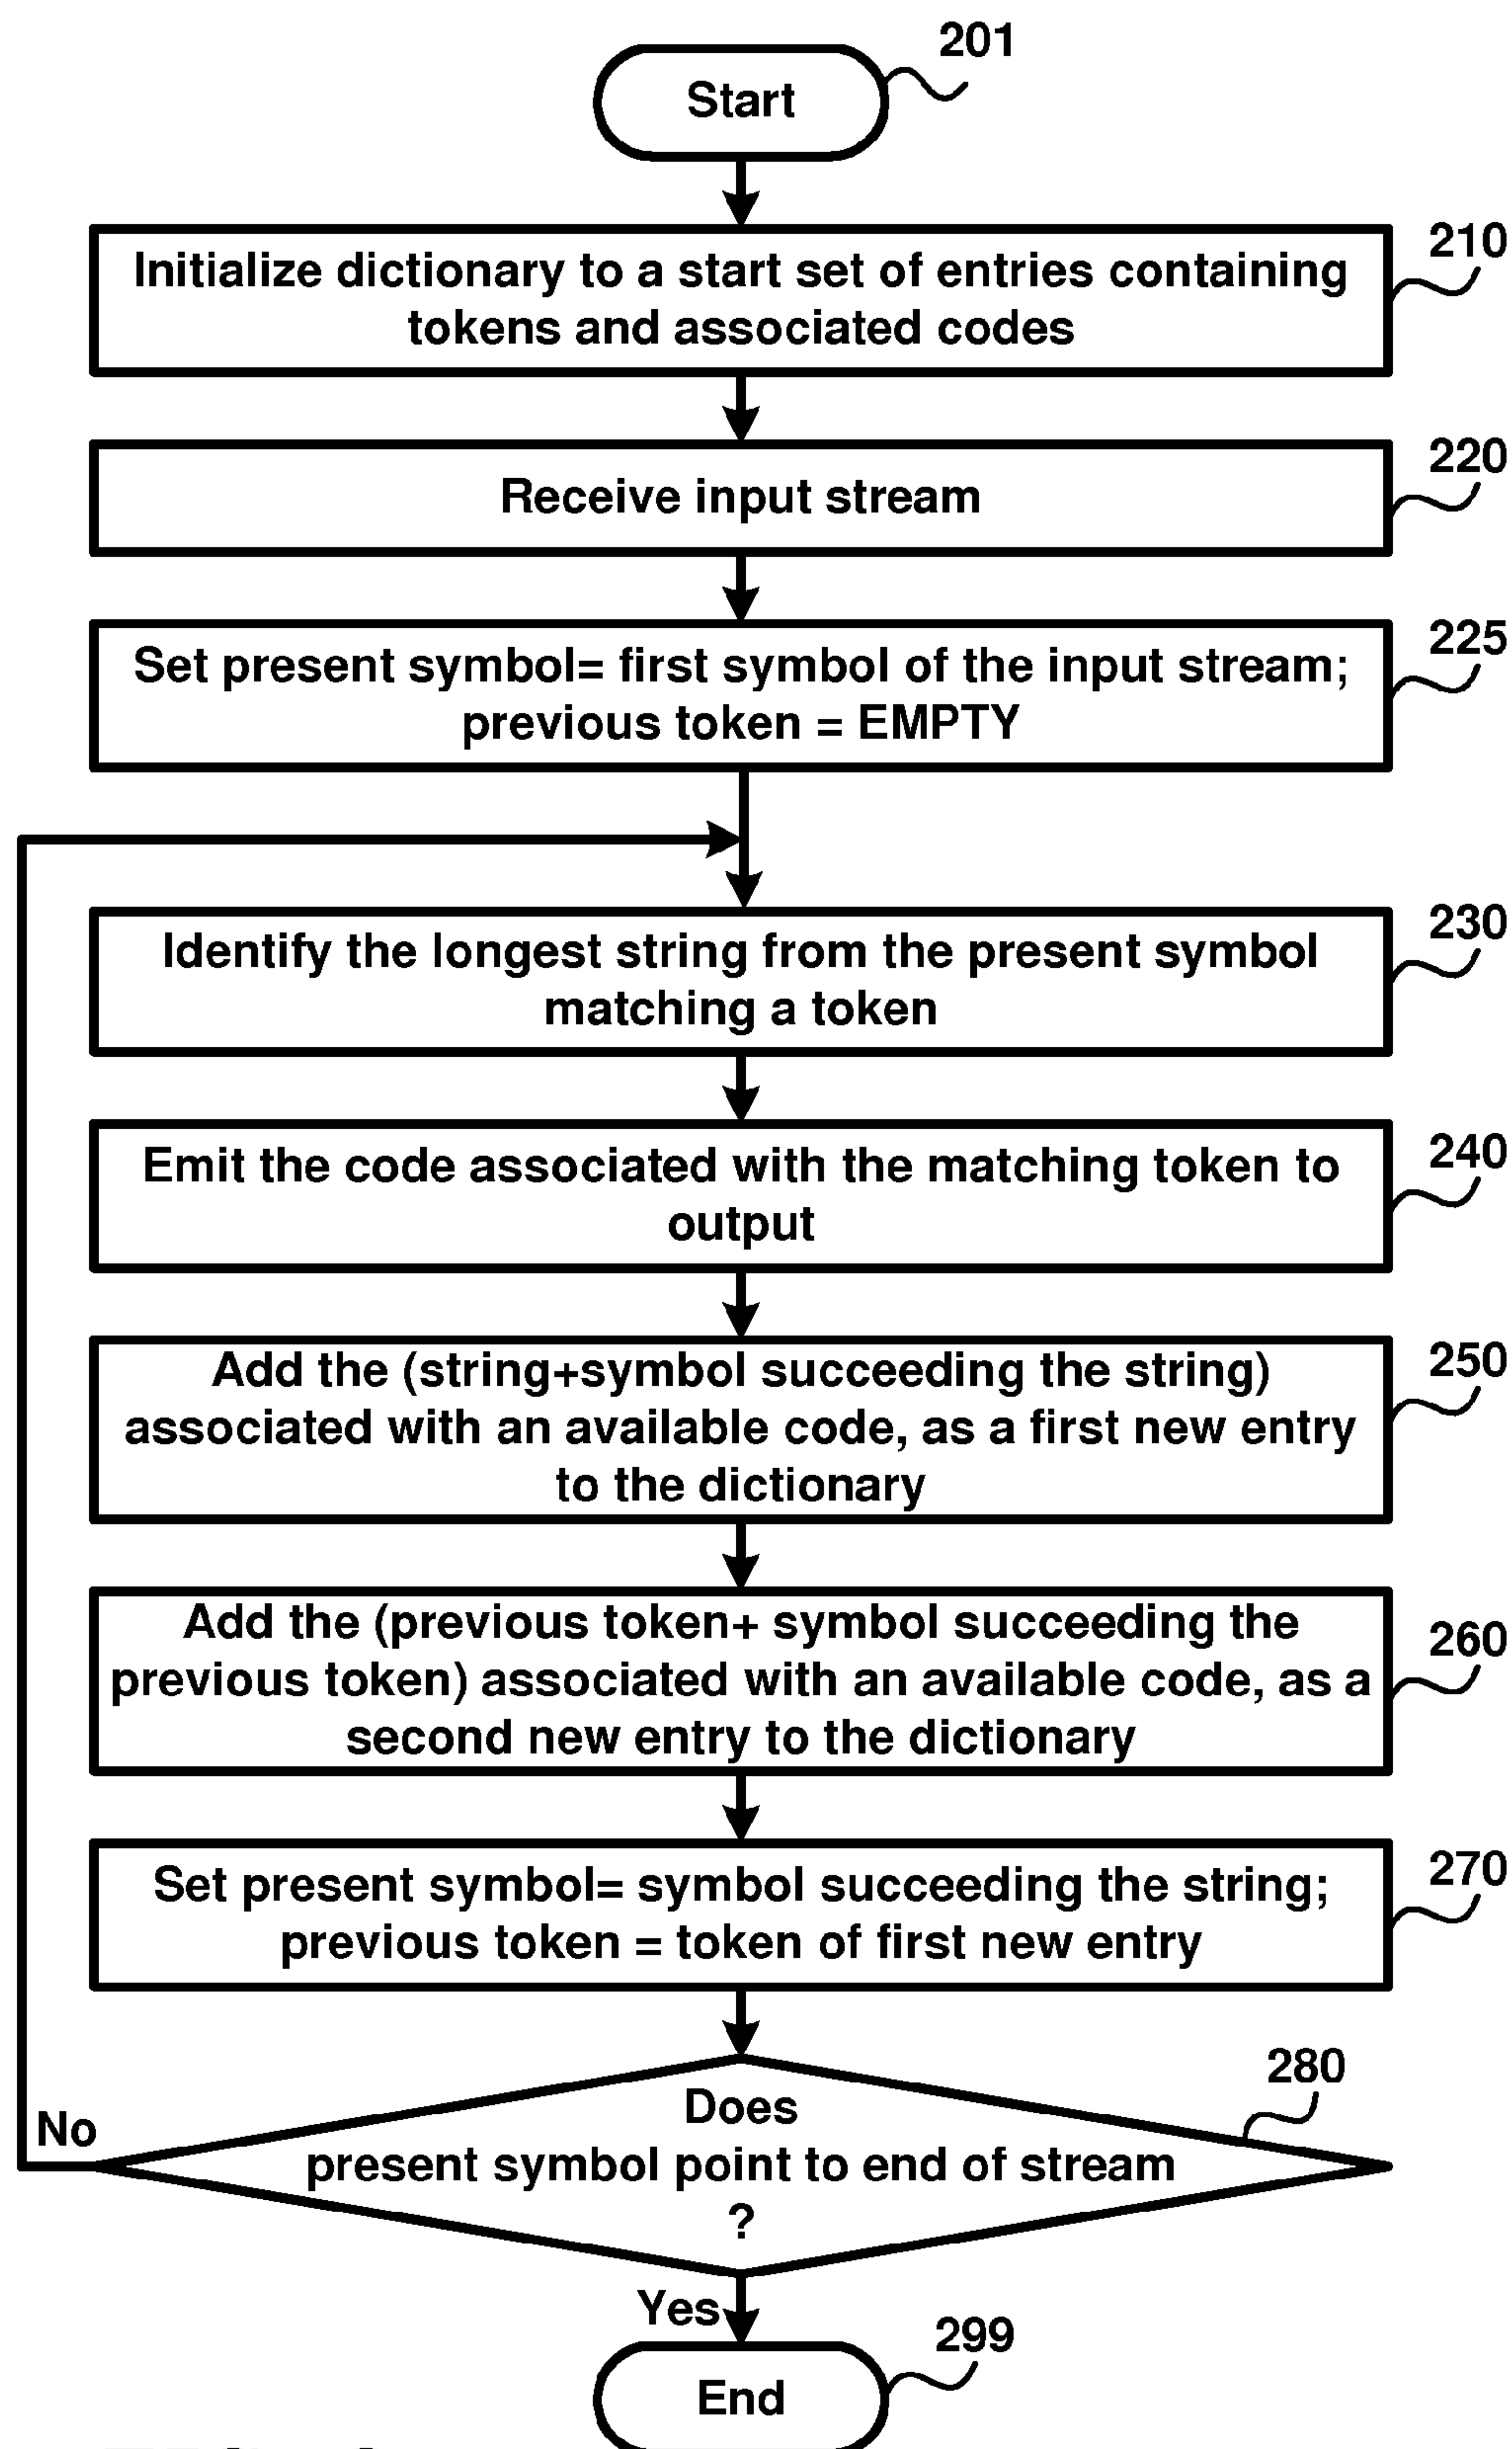 201
Start
210
Initialize dictionary to a start set of entries containing
tokens and associated codes
220
Receive input stream
225
Set present symbol= first symbol of the input stream;
previous token = EMPTY
230
Identify the longest string from the present symbol
matching a token
240
Emit the code associated with the matching token to
output
250
Add the (string+symbol succeeding the string)
associated with an available code, as a first new entry
to the dictionary
260
Add the (previous token+ symbol succeeding the
previous token) associated with an available code, as a
second new entry to the dictionary
270
Set present symbol= symbol succeeding the string;
previous token = token of first new entry
280
No
Does
present symbol point to end of stream
?
Yes
299
End